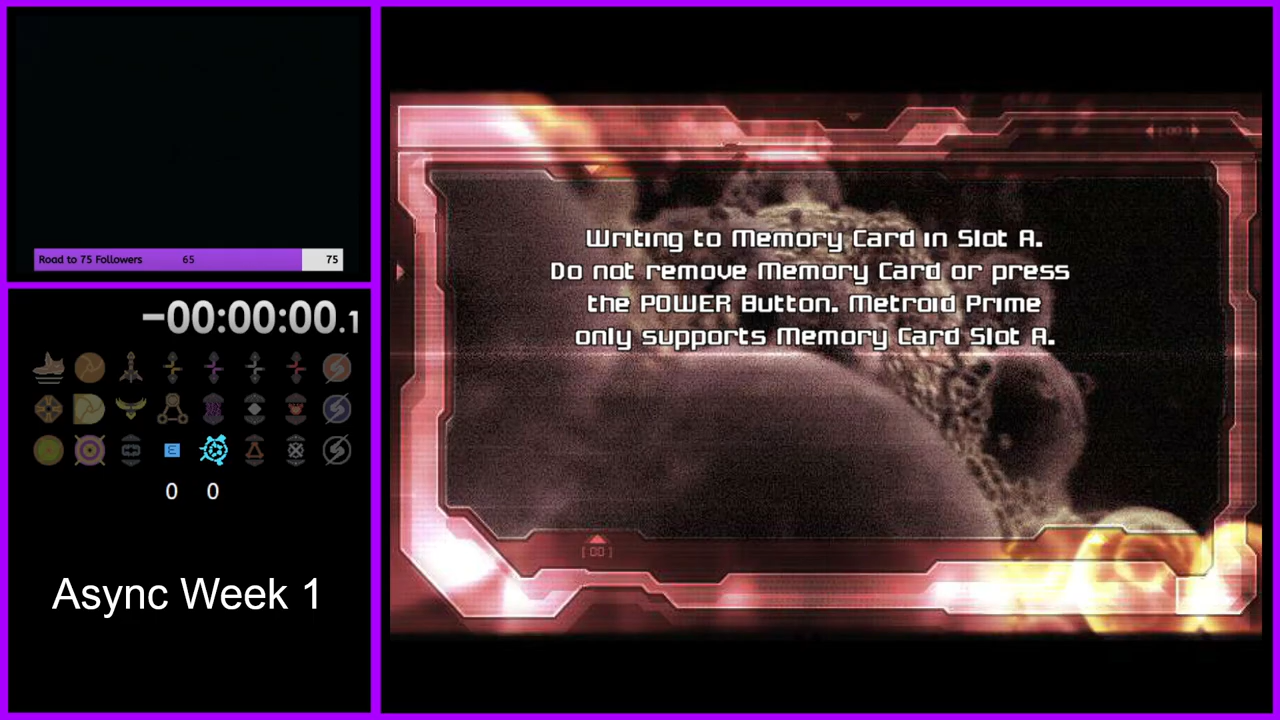 Road to 75 Followers 65 75
-00:00:00.1
0 0
Async Week 1
Writing to Memory Card in Slot A.
Do not remove Memory Card or press
the POWER Button. Metroid Prime
only supports Memory Card Slot A.
[ 00 ]
[ 00 ]